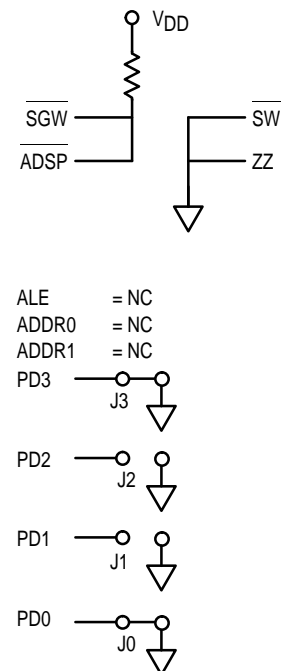 VDD
SGW
SW
ADSP
ZZ
ALE = NC
ADDR0 = NC
ADDR1 = NC
PD3
J3
PD2
J2
PD1
J1
PD0
J0